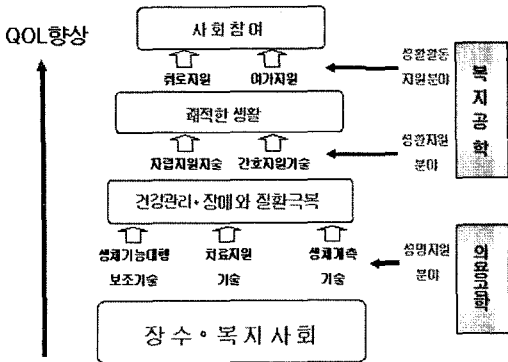 QOL향상
사회참여
취로지원 여가지원
생활활동
지원분야
쾌적한 생활
자립지원기술 간호지원기술
생활지원
분야
복지공학
건강관리·장애와 질환극복
생체기능대행 치료지원 생체계측
보조기술 기술 기술
생명지원
분야
의용공학
장수·복지사회